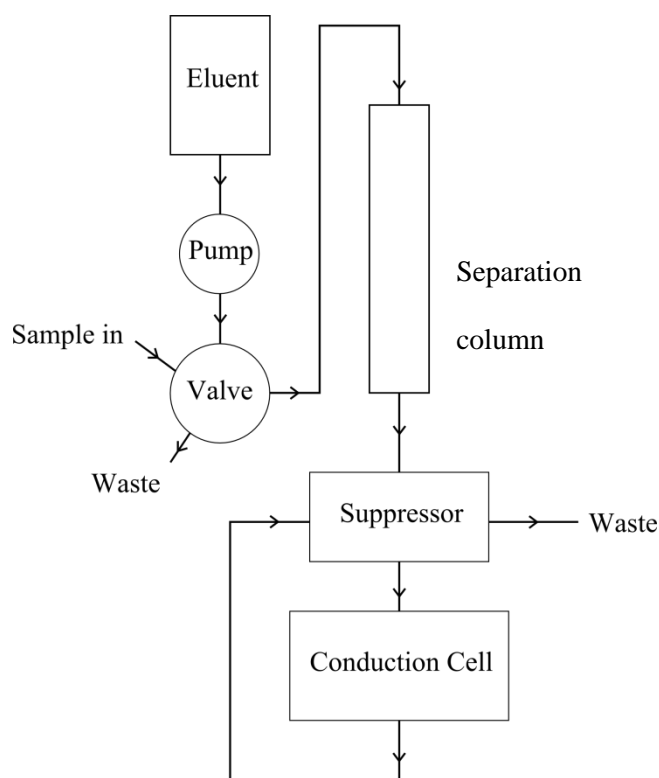 Eluent
Pump
Sample in
Valve
Waste
Separation
column
Suppressor
Waste
Conduction Cell